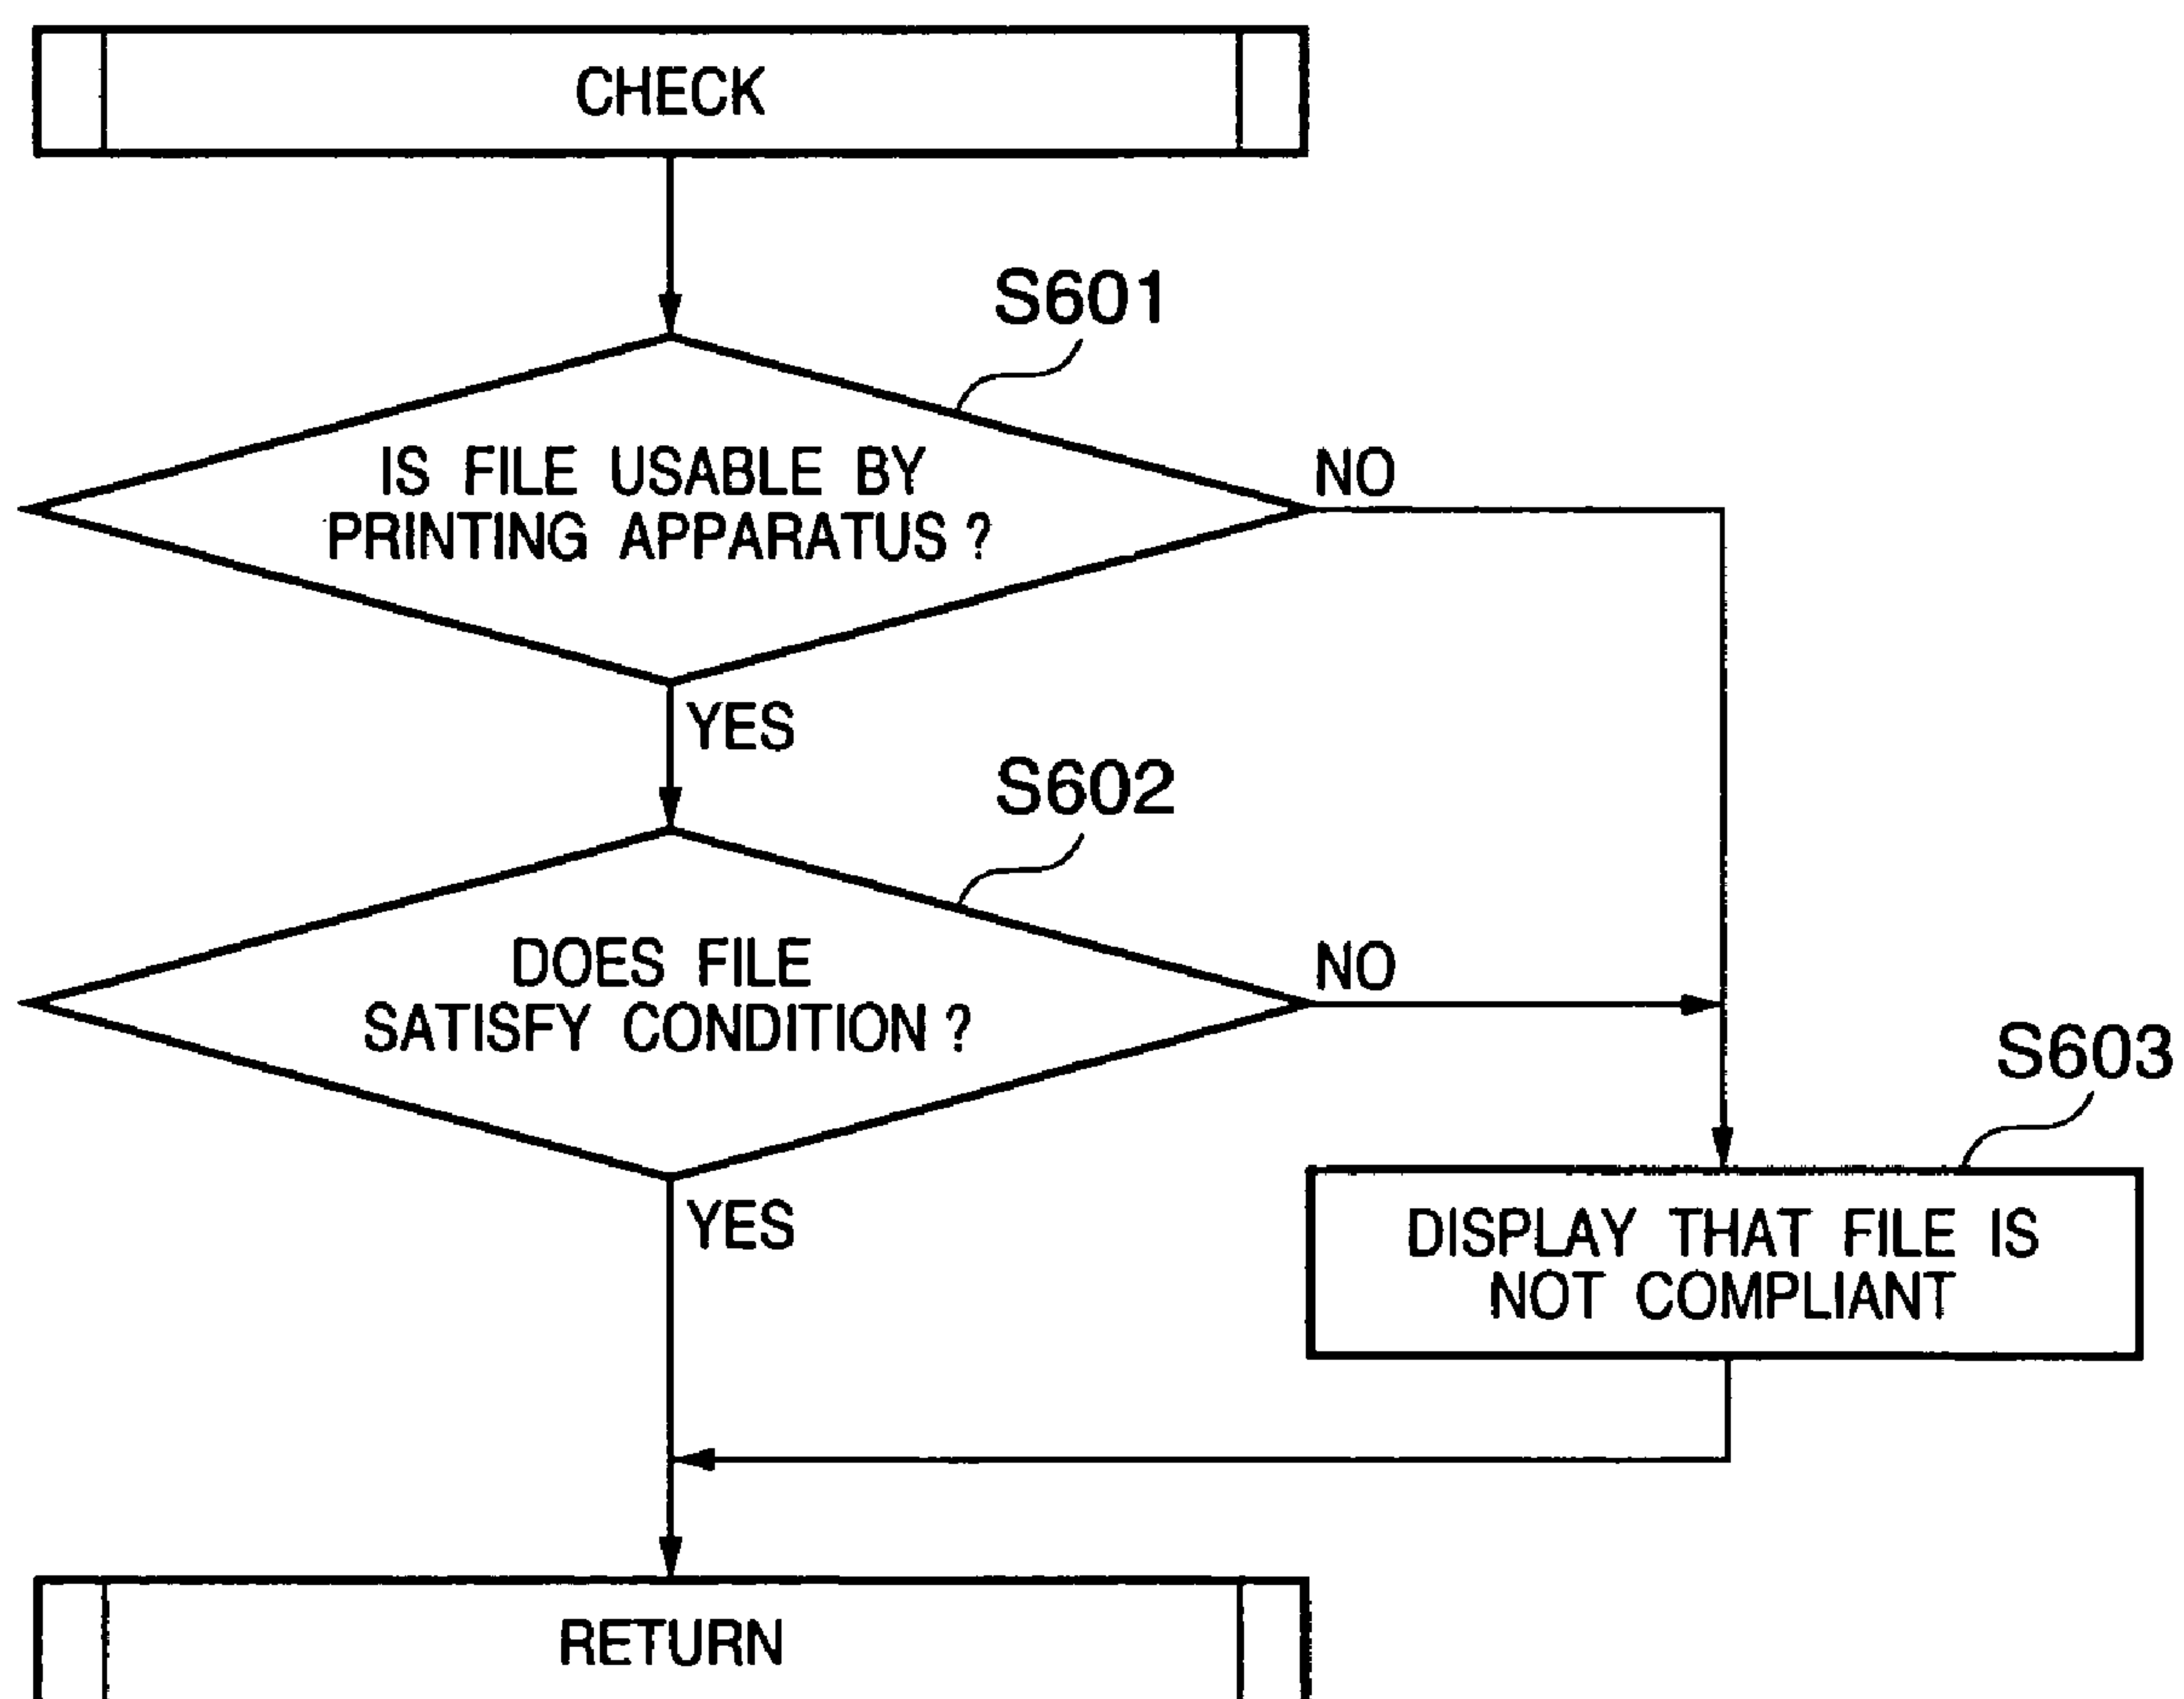 CHECK
S601
IS FILE USABLE BY
PRINTING APPARATUS ?
NO
YES
S602
DOES FILE
SATISFY CONDITION ?
NO
YES
S603
DISPLAY THAT FILE IS
NOT COMPLIANT
RETURN